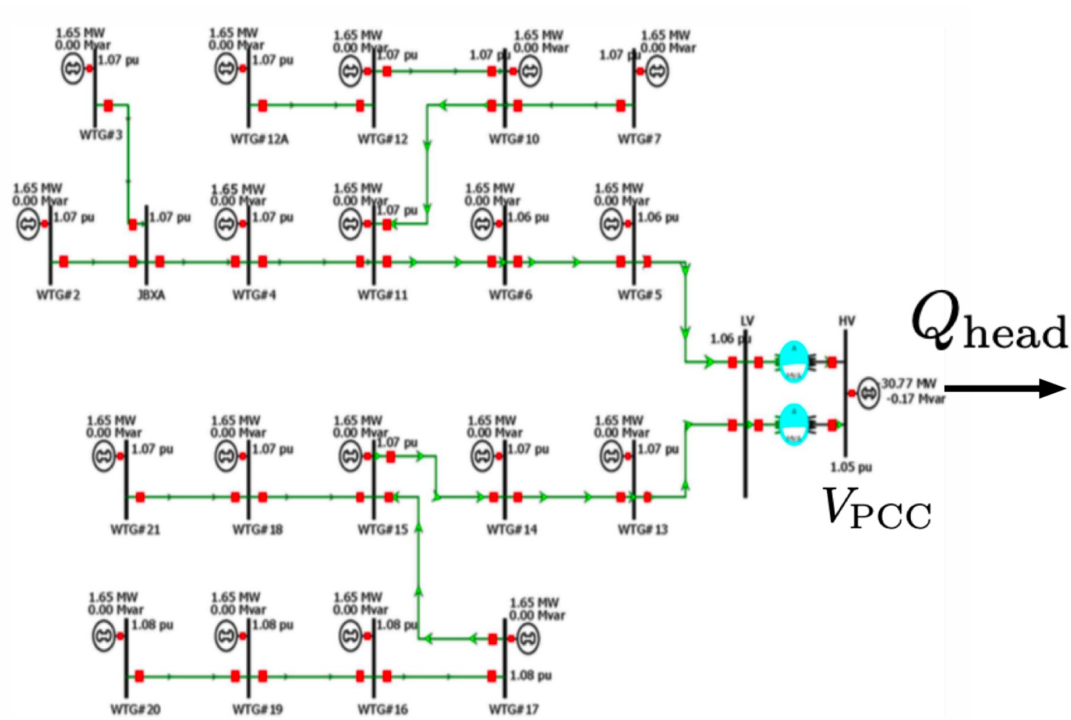 1.65 MW
0.00 Mvar
1.07 pu
WTG#3
1.65 MW
0.00 Mvar
1.07 pu
WTG#12A
1.65 MW
0.00 Mvar
1.07 pu
WTG#12
1.65 MW
0.00 Mvar
1.07 pu
WTG#10
1.65 MW
0.00 Mvar
1.07 pu
WTG#7
1.65 MW
0.00 Mvar
1.07 pu
WTG#2
1.07 pu
JBXA
1.65 MW
0.00 Mvar
1.07 pu
WTG#4
1.65 MW
0.00 Mvar
1.07 pu
WTG#11
1.65 MW
0.00 Mvar
1.06 pu
WTG#6
1.65 MW
0.00 Mvar
1.06 pu
WTG#5
LV
1.06 pu
HV
-30.77 MW
-0.17 Mvar
1.05 pu
Q_head
V_PCC
1.65 MW
0.00 Mvar
1.07 pu
WTG#21
1.65 MW
0.00 Mvar
1.07 pu
WTG#18
1.65 MW
0.00 Mvar
1.07 pu
WTG#15
1.65 MW
0.00 Mvar
1.07 pu
WTG#14
1.65 MW
0.00 Mvar
1.07 pu
WTG#13
1.65 MW
0.00 Mvar
1.08 pu
WTG#20
1.65 MW
0.00 Mvar
1.08 pu
WTG#19
1.65 MW
0.00 Mvar
1.08 pu
WTG#16
1.65 MW
0.00 Mvar
1.08 pu
WTG#17